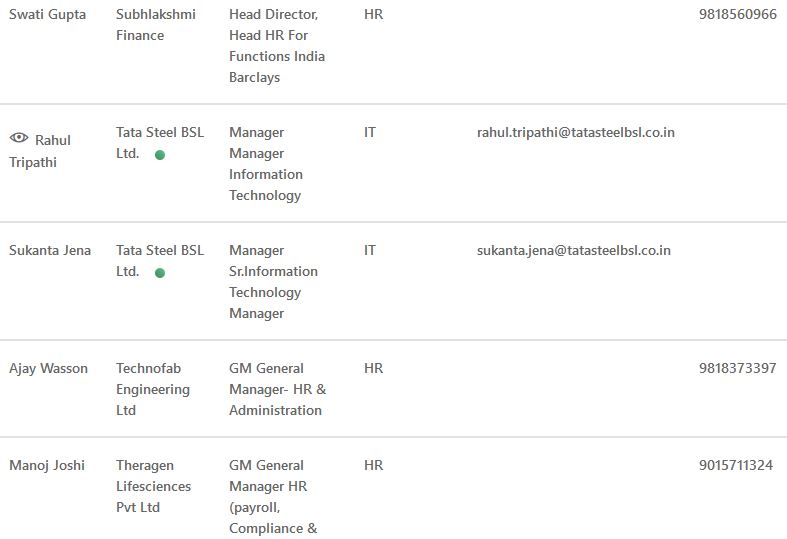 Swati Gupta Subhlakshmi Head Director, HR 9818560966
Finance Head HR For
Functions India
Barclays
Rahul Tata Steel BSL Manager IT rahul.tripathi@tatasteelbsl.co.in
Tripathi Ltd. Manager
Information
Technology
Sukanta Jena Tata Steel BSL Manager IT sukanta.jena@tatasteelbsl.co.in
Ltd. Sr.Information
Technology
Manager
Ajay Wasson Technofab GM General HR 9818373397
Engineering Manager- HR &
Ltd Administration
Manoj Joshi Theragen GM General HR 9015711324
Lifesciences Manager HR
Pvt Ltd (payroll,
Compliance &